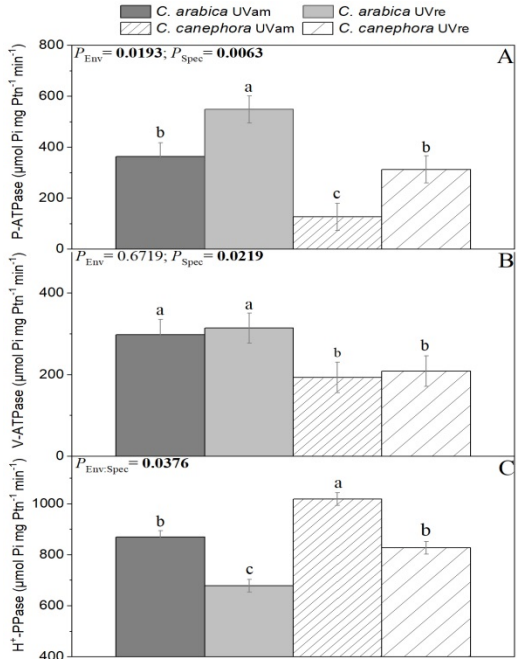 C. arabica UVam C. arabica UVre
C. canephora UVam C. canephora UVre
P-ATPase (μmol Pi mg Ptn⁻¹ min⁻¹)
800
600
400
200
0
P_Env= 0.0193; P_Spec= 0.0063
A
b
a
c
b
V-ATPase (μmol Pi mg Ptn⁻¹ min⁻¹)
400
200
0
P_Env= 0.6719; P_Spec= 0.0219
B
a
a
b
b
H⁺-PPase (μmol Pi mg Ptn⁻¹ min⁻¹)
1000
800
600
400
P_Env:Spec= 0.0376
C
b
c
a
b